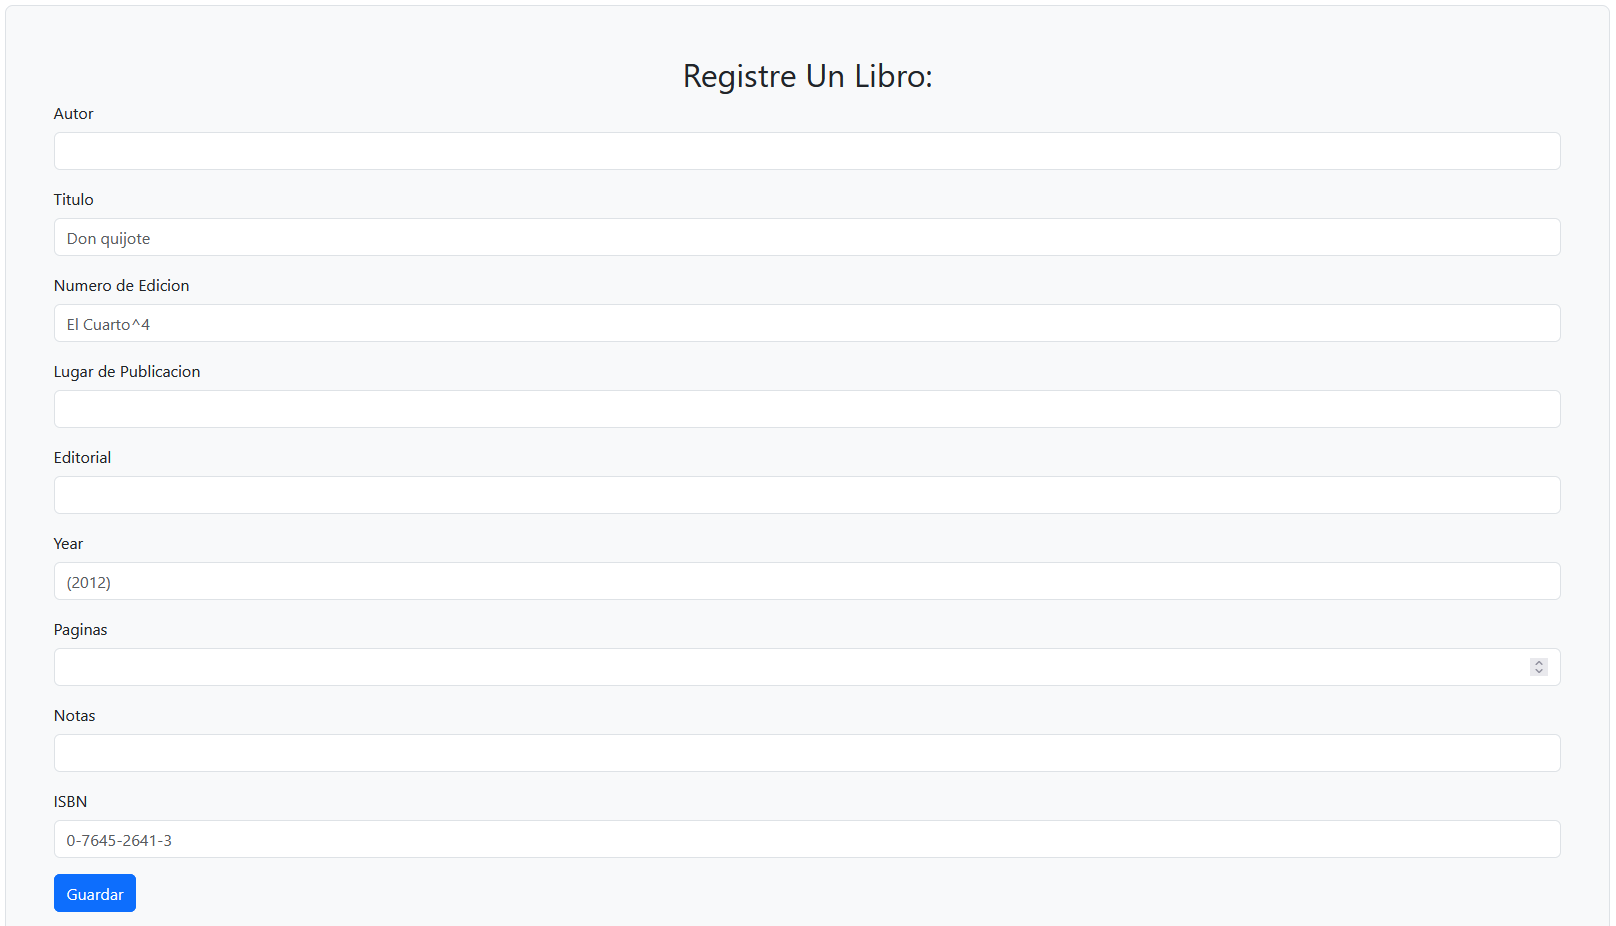 Registre Un Libro:
Autor
Titulo
Don quijote
Numero de Edicion
El Cuarto^4
Lugar de Publicacion
Editorial
Year
(2012)
Paginas
Notas
ISBN
0-7645-2641-3
Guardar